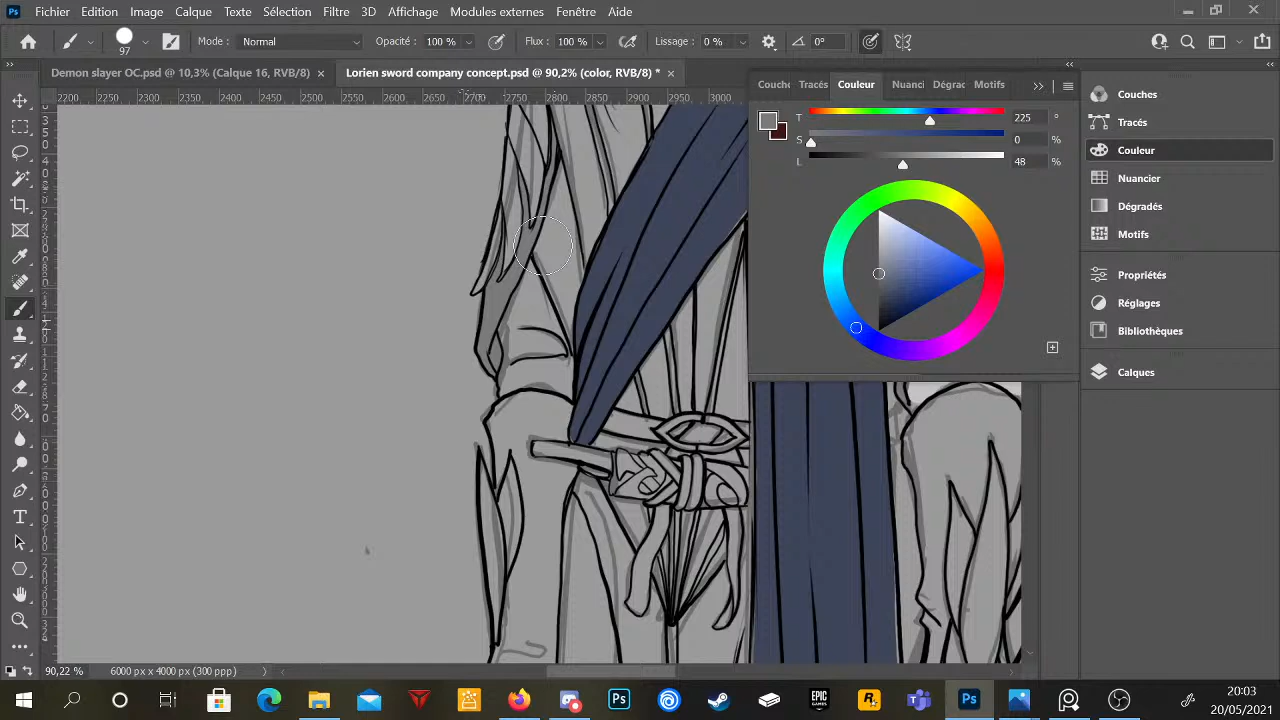 Ps Fichier Edition Image Calque Texte Sélection Filtre 3D Affichage Modules externes Fenêtre Aide
97 Mode: Normal Opacité: 100 % Flux: 100 % Lissage: 0 % 0°
Demon slayer OC.psd @ 10,3% (Calque 16, RVB/8) × Lorien sword company concept.psd @ 90,2% (color, RVB/8) * ×
Couche Tracés Couleur Nuanci Dégrac Motifs
2200 2250 2300 2350 2400 2450 2500 2550 2600 2650 2700 2750 2800 2850 2900 2950 3000
T 225 °
S 0 %
L 48 %
Couches
Tracés
Couleur
Nuancier
Dégradés
Motifs
Propriétés
Réglages
Bibliothèques
Calques
90,22 % 6000 px x 4000 px (300 ppp)
Ps EPIC GAMES R Ps
20:03
20/05/2021